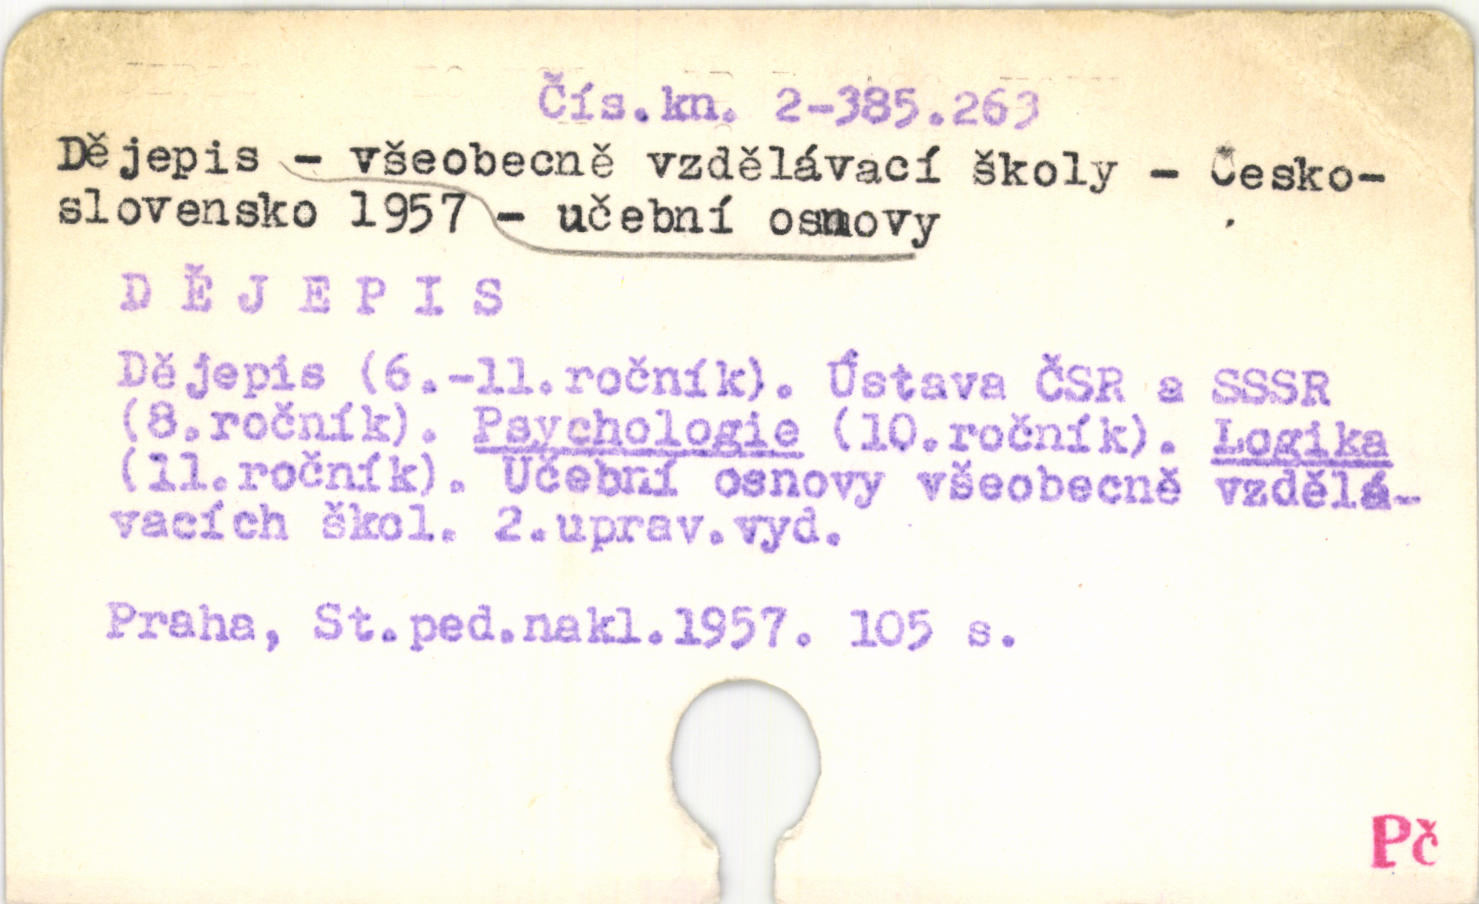 Čís.kn. 2-385.263
Dějepis - všeobecně vzdělávací školy - Česko-
slovensko 1957 - učební osnovy
D Ě J E P I S
Dějepis (6.-11.ročník). Ústava ČSR a SSSR
(8.ročník). Psychologie (10.ročník). Logika
(11.ročník). Učební osnovy všeobecně vzdělá-
vacích škol. 2.uprav.vyd.
Praha, St.ped.nakl.1957. 105 s.
Pč